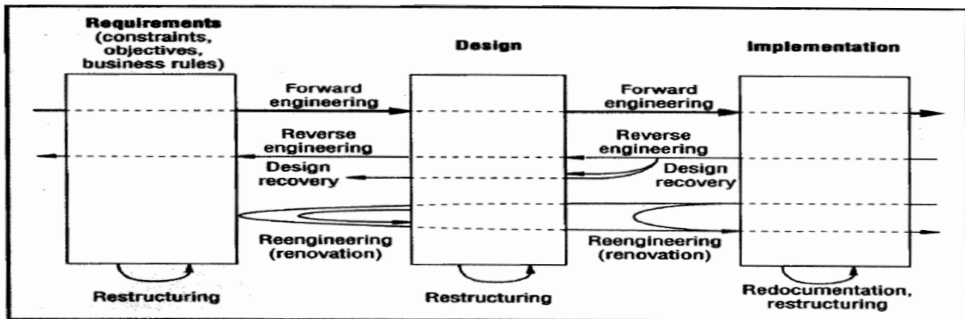 Requirements
(constraints,
objectives,
business rules)
Design
Implementation
Forward
engineering
Forward
engineering
Reverse
engineering
Reverse
engineering
Design
recovery
Design
recovery
Reengineering
(renovation)
Reengineering
(renovation)
Restructuring
Restructuring
Redocumentation,
restructuring